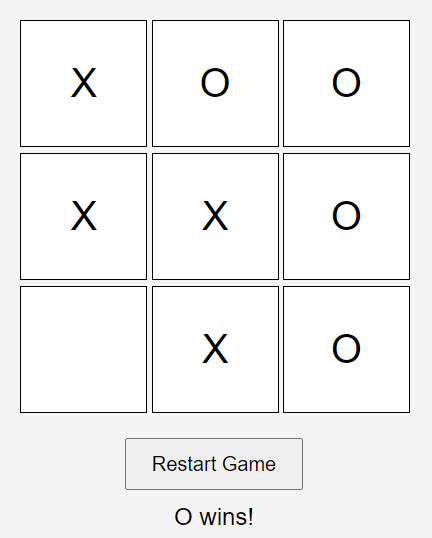 X O O
X X O
X O
Restart Game
O wins!